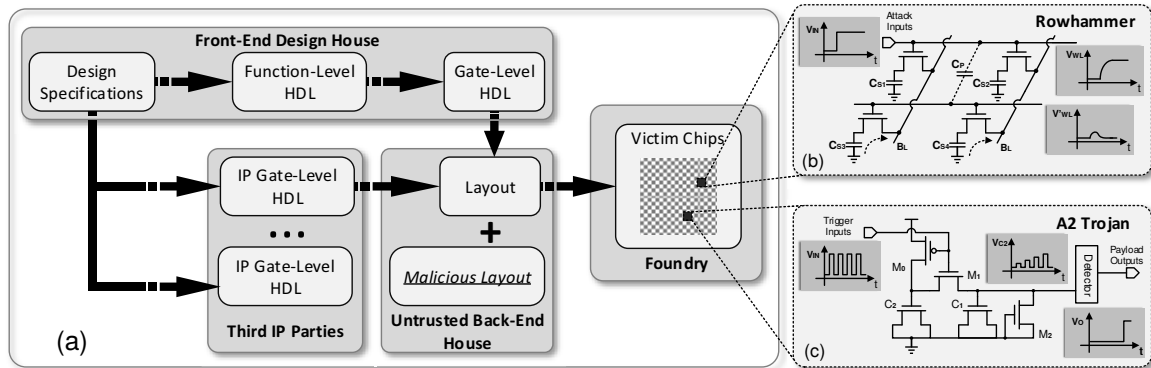 Front-End Design House
Design
Specifications
Function-Level
HDL
Gate-Level
HDL
IP Gate-Level
HDL
...
IP Gate-Level
HDL
Third IP Parties
Layout
+
Malicious Layout
Untrusted Back-End
House
Victim Chips
Foundry
(a)
Rowhammer
Attack
Inputs
VIN
t
CP
CS1
CS2
VWL
t
CS3
BL
CS4
BL
V'WL
t
(b)
A2 Trojan
Trigger
Inputs
VIN
t
M0
M1
VC2
t
Detector
Payload
Outputs
C2
C1
M2
VO
t
(c)